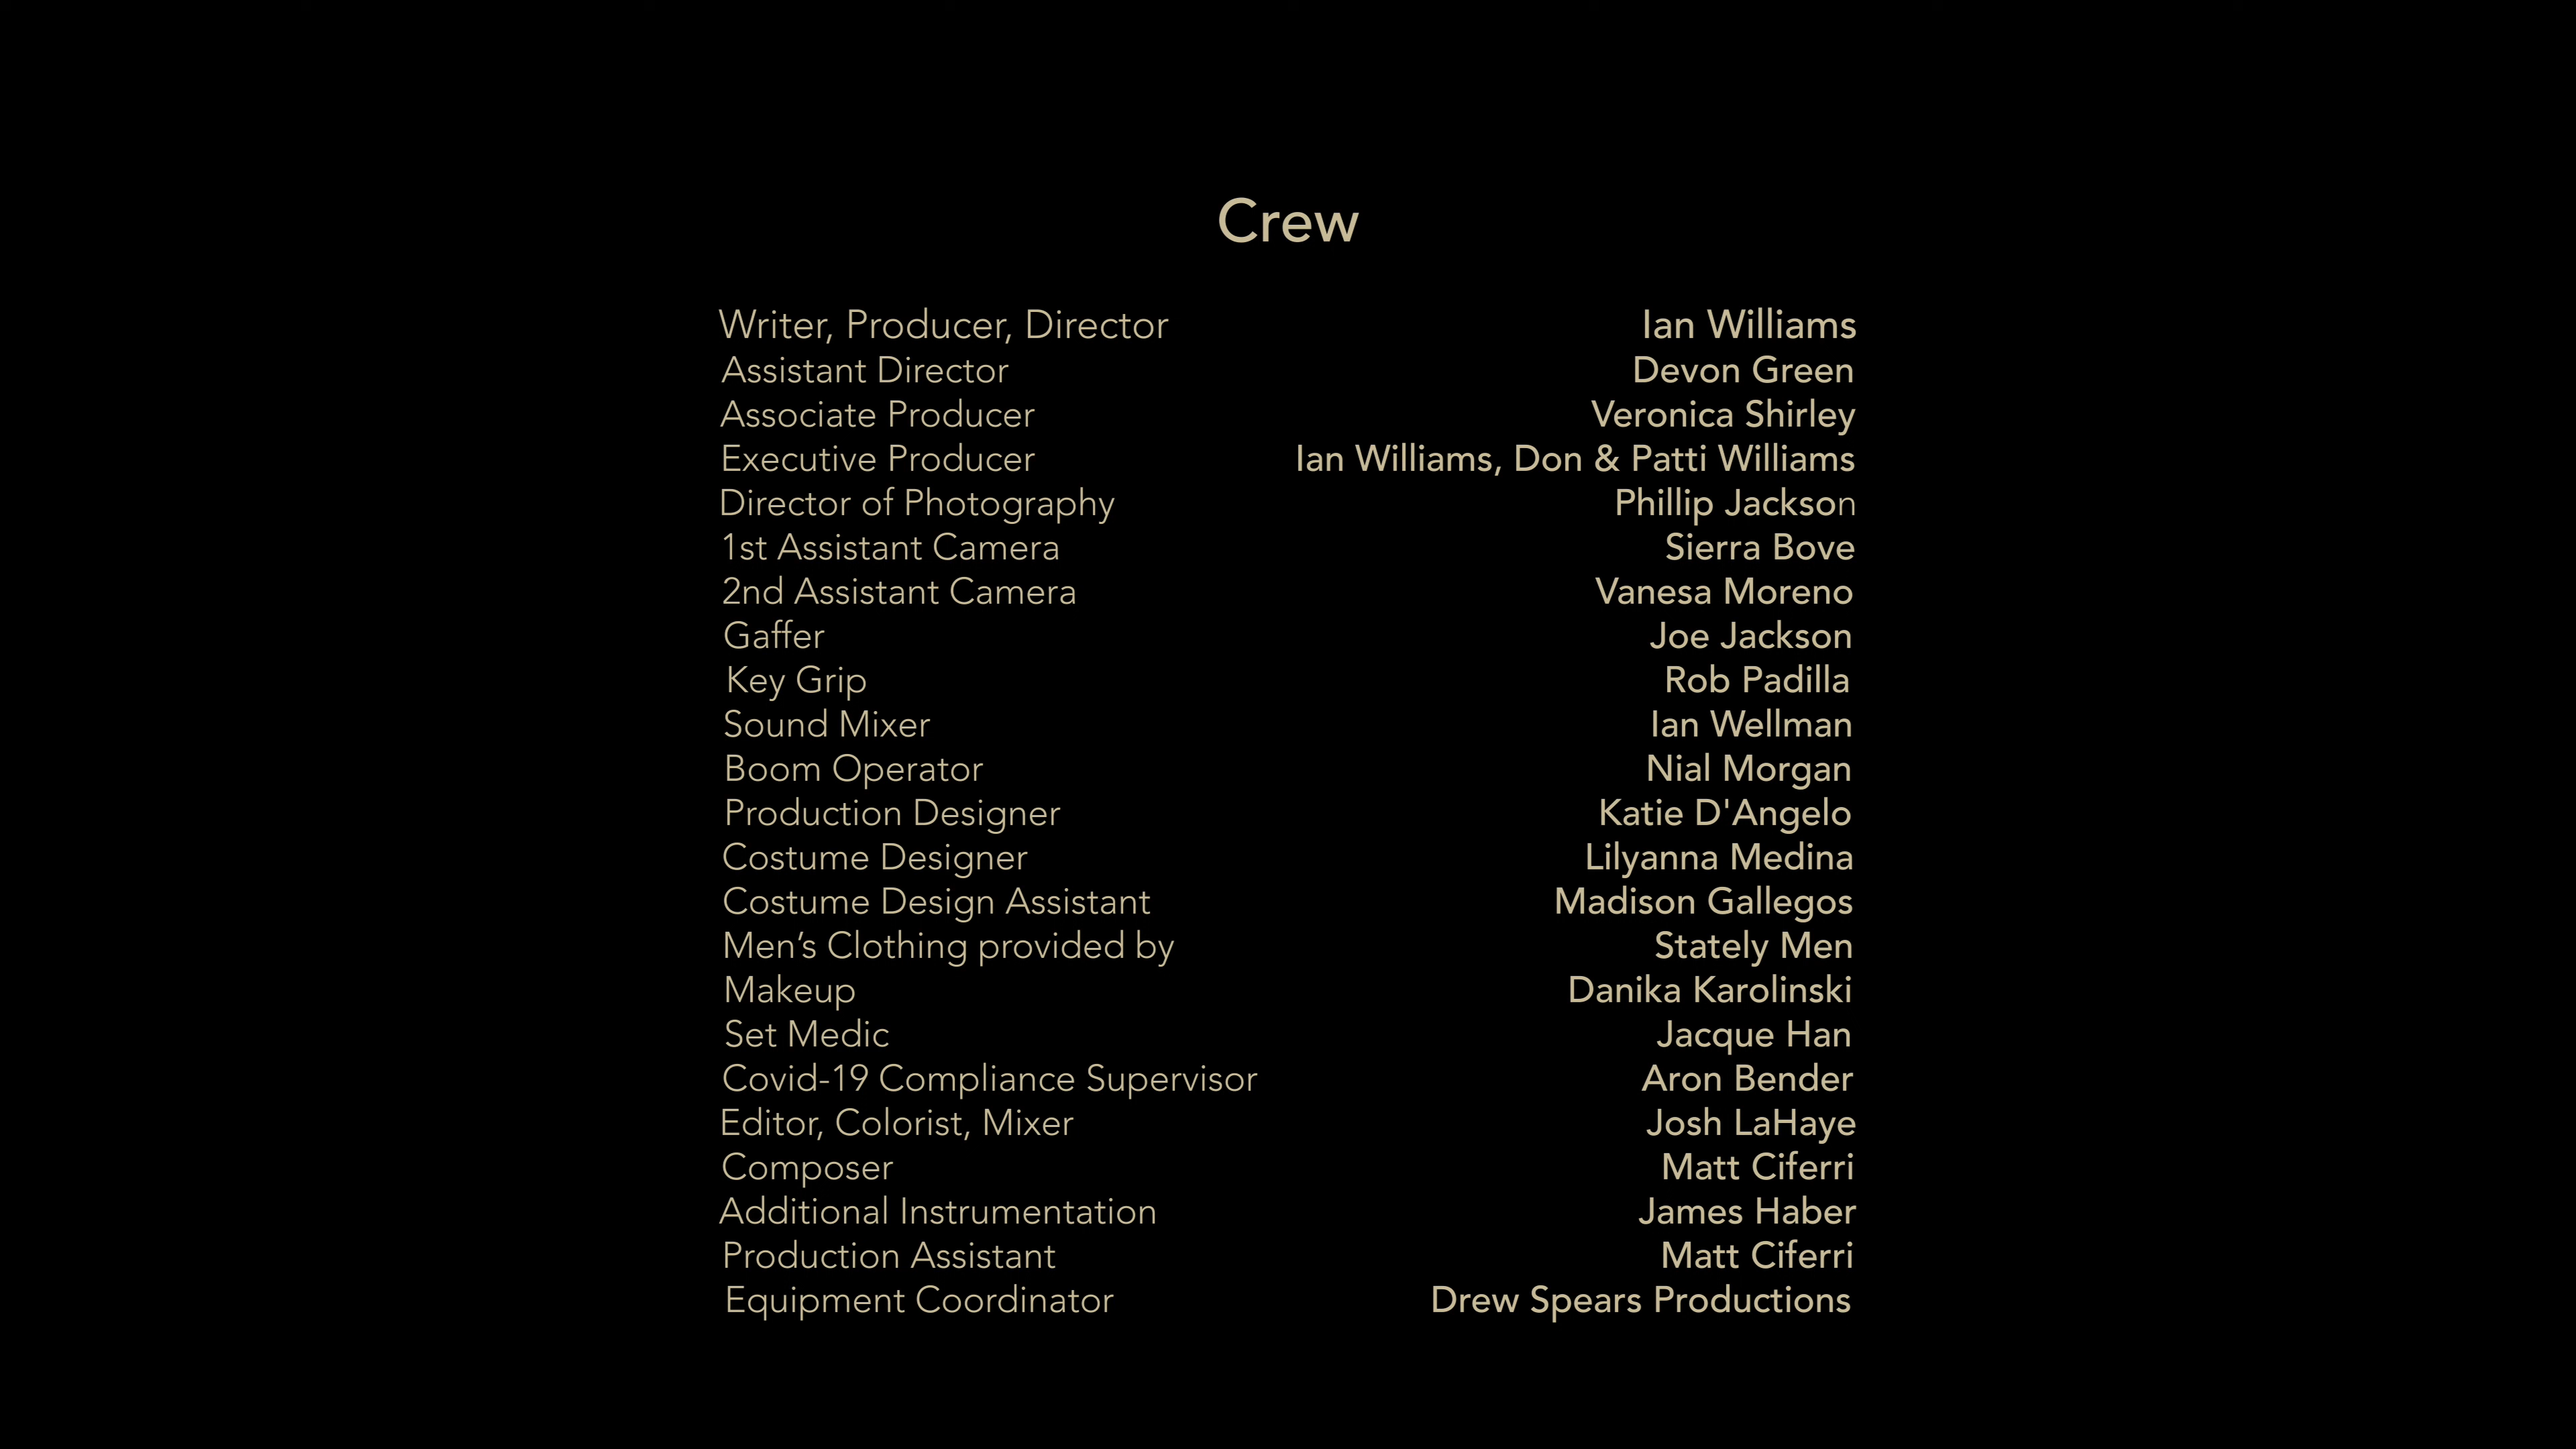 Crew
Writer, Producer, Director Ian Williams
Assistant Director Devon Green
Associate Producer Veronica Shirley
Executive Producer Ian Williams, Don & Patti Williams
Director of Photography Phillip Jackson
1st Assistant Camera Sierra Bove
2nd Assistant Camera Vanesa Moreno
Gaffer Joe Jackson
Key Grip Rob Padilla
Sound Mixer Ian Wellman
Boom Operator Nial Morgan
Production Designer Katie D'Angelo
Costume Designer Lilyanna Medina
Costume Design Assistant Madison Gallegos
Men’s Clothing provided by Stately Men
Makeup Danika Karolinski
Set Medic Jacque Han
Covid-19 Compliance Supervisor Aron Bender
Editor, Colorist, Mixer Josh LaHaye
Composer Matt Ciferri
Additional Instrumentation James Haber
Production Assistant Matt Ciferri
Equipment Coordinator Drew Spears Productions